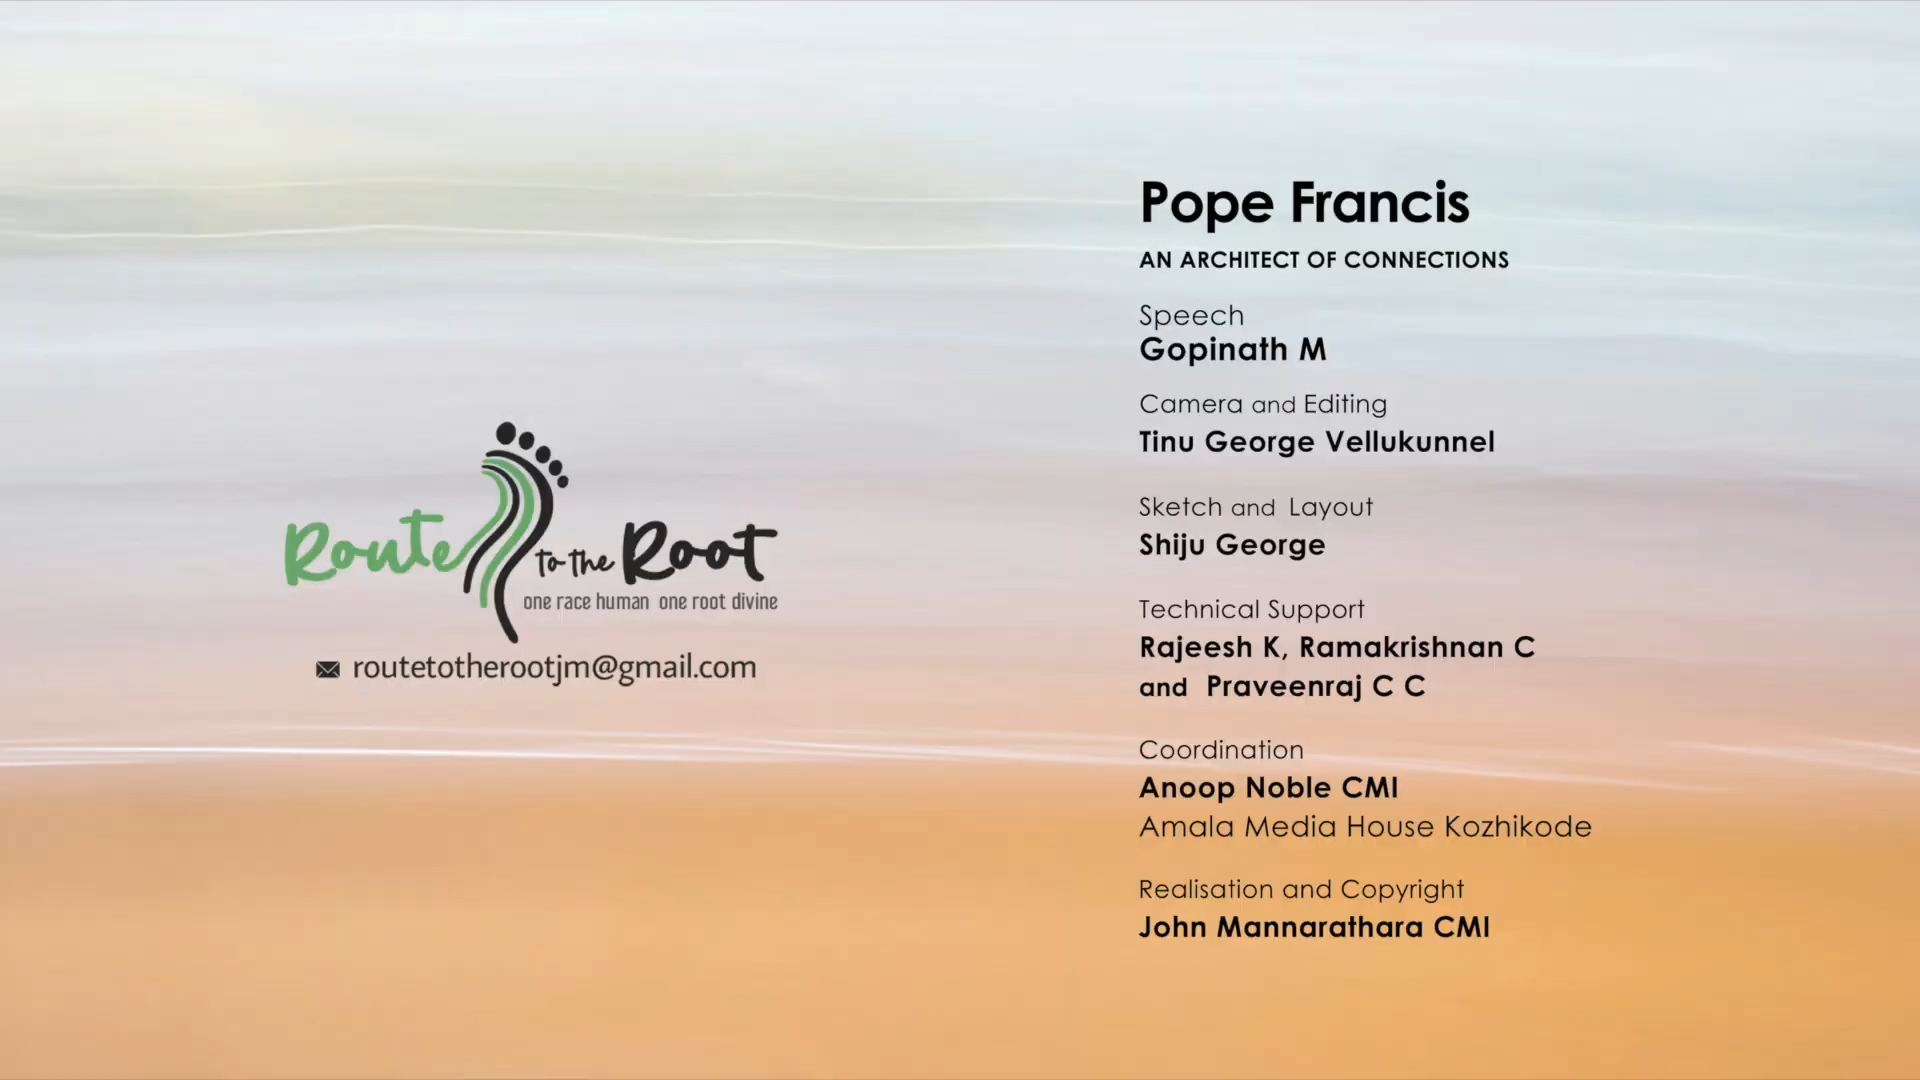 Route to the Root
one race human one root divine
routetotherootjm@gmail.com
Pope Francis
AN ARCHITECT OF CONNECTIONS
Speech
Gopinath M
Camera and Editing
Tinu George Vellukunnel
Sketch and Layout
Shiju George
Technical Support
Rajeesh K, Ramakrishnan C
and Praveenraj C C
Coordination
Anoop Noble CMI
Amala Media House Kozhikode
Realisation and Copyright
John Mannarathara CMI